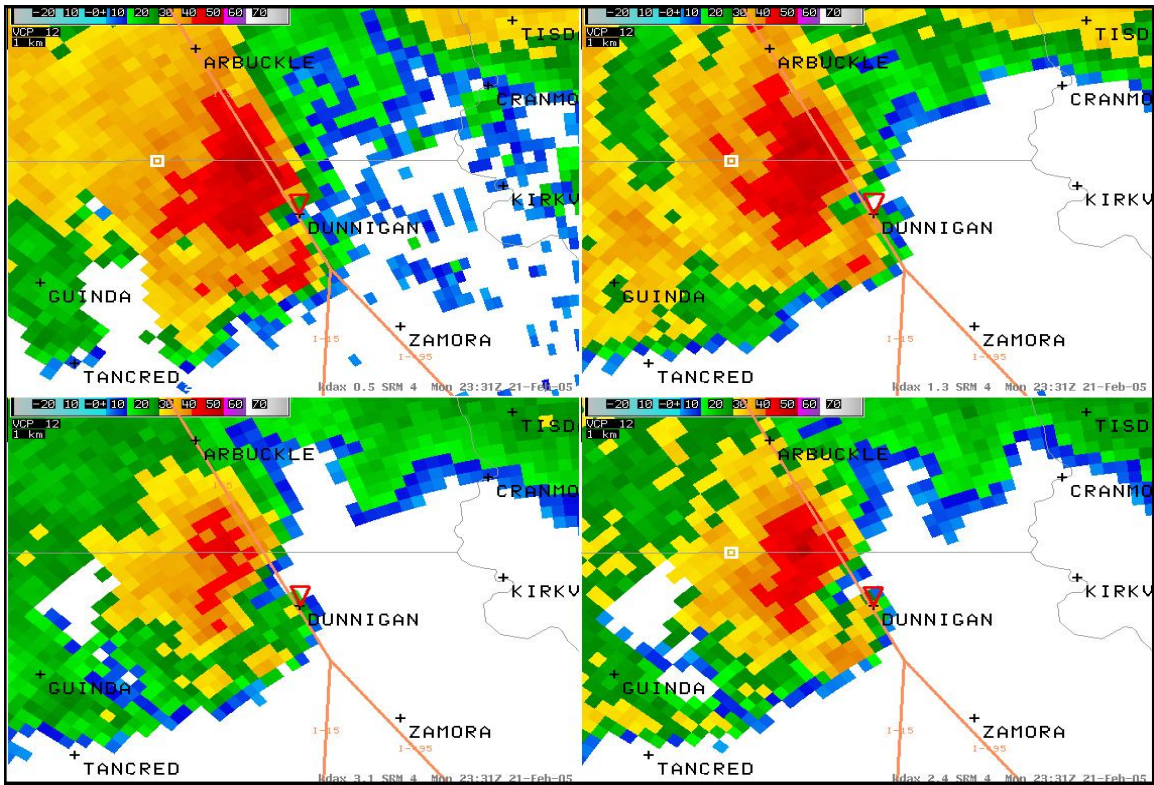 -20 10 -0+ 10 20 30 40 50 60 70
VCP 12
1 km
TISD
ARBUCKLE
CRANMO
KIRKV
DUNNIGAN
GUINDA
ZAMORA
I-15
TANCRED
kdax 0.5 SRM 4 Mon 23:31Z 21-Feb-05
-20 10 -0+ 10 20 30 40 50 60 70
VCP 12
1 km
TISD
ARBUCKLE
CRANMO
KIRKV
DUNNIGAN
GUINDA
ZAMORA
I-15
TANCRED
kdax 1.3 SRM 4 Mon 23:31Z 21-Feb-05
-20 10 -0+ 10 20 30 40 50 60 70
VCP 12
1 km
TISD
ARBUCKLE
CRANMO
KIRKV
DUNNIGAN
GUINDA
ZAMORA
I-15
TANCRED
kdax 3.1 SRM 4 Mon 23:31Z 21-Feb-05
-20 10 -0+ 10 20 30 40 50 60 70
VCP 12
1 km
TISD
ARBUCKLE
CRANMO
KIRKV
DUNNIGAN
GUINDA
ZAMORA
I-15
TANCRED
kdax 2.4 SRM 4 Mon 23:31Z 21-Feb-05